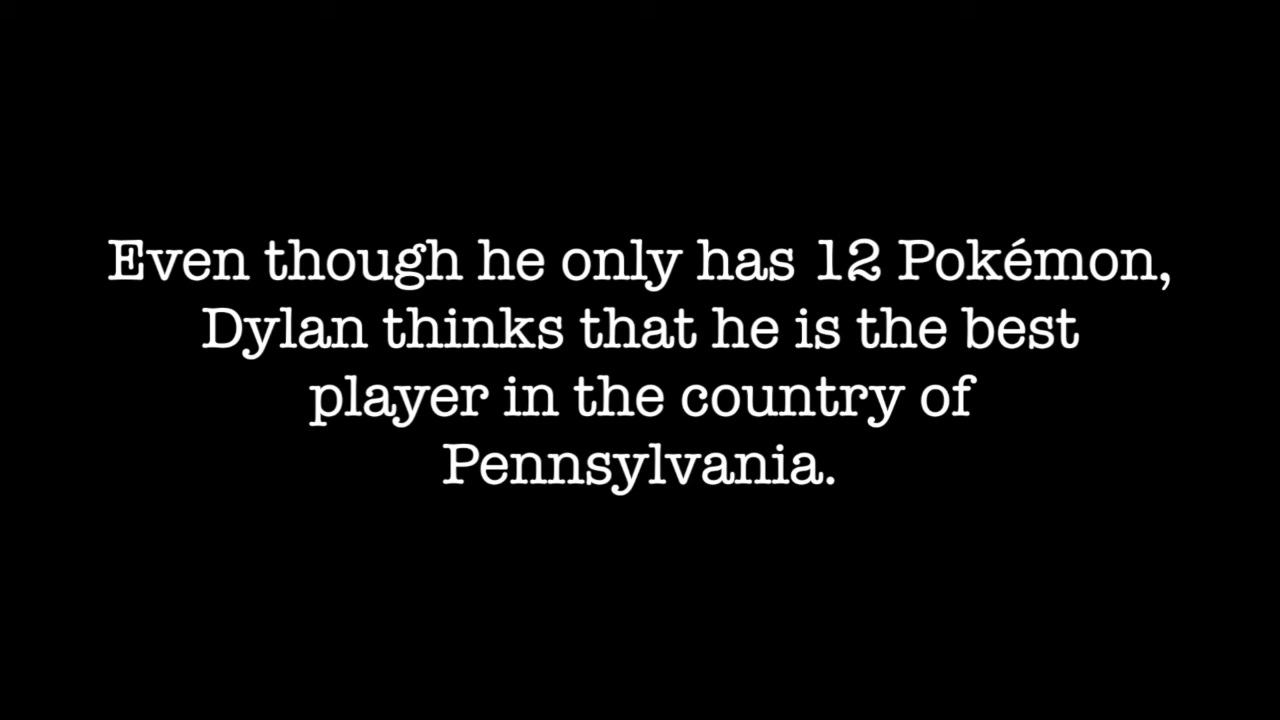 Even though he only has 12 Pokémon,
Dylan thinks that he is the best
player in the country of
Pennsylvania.